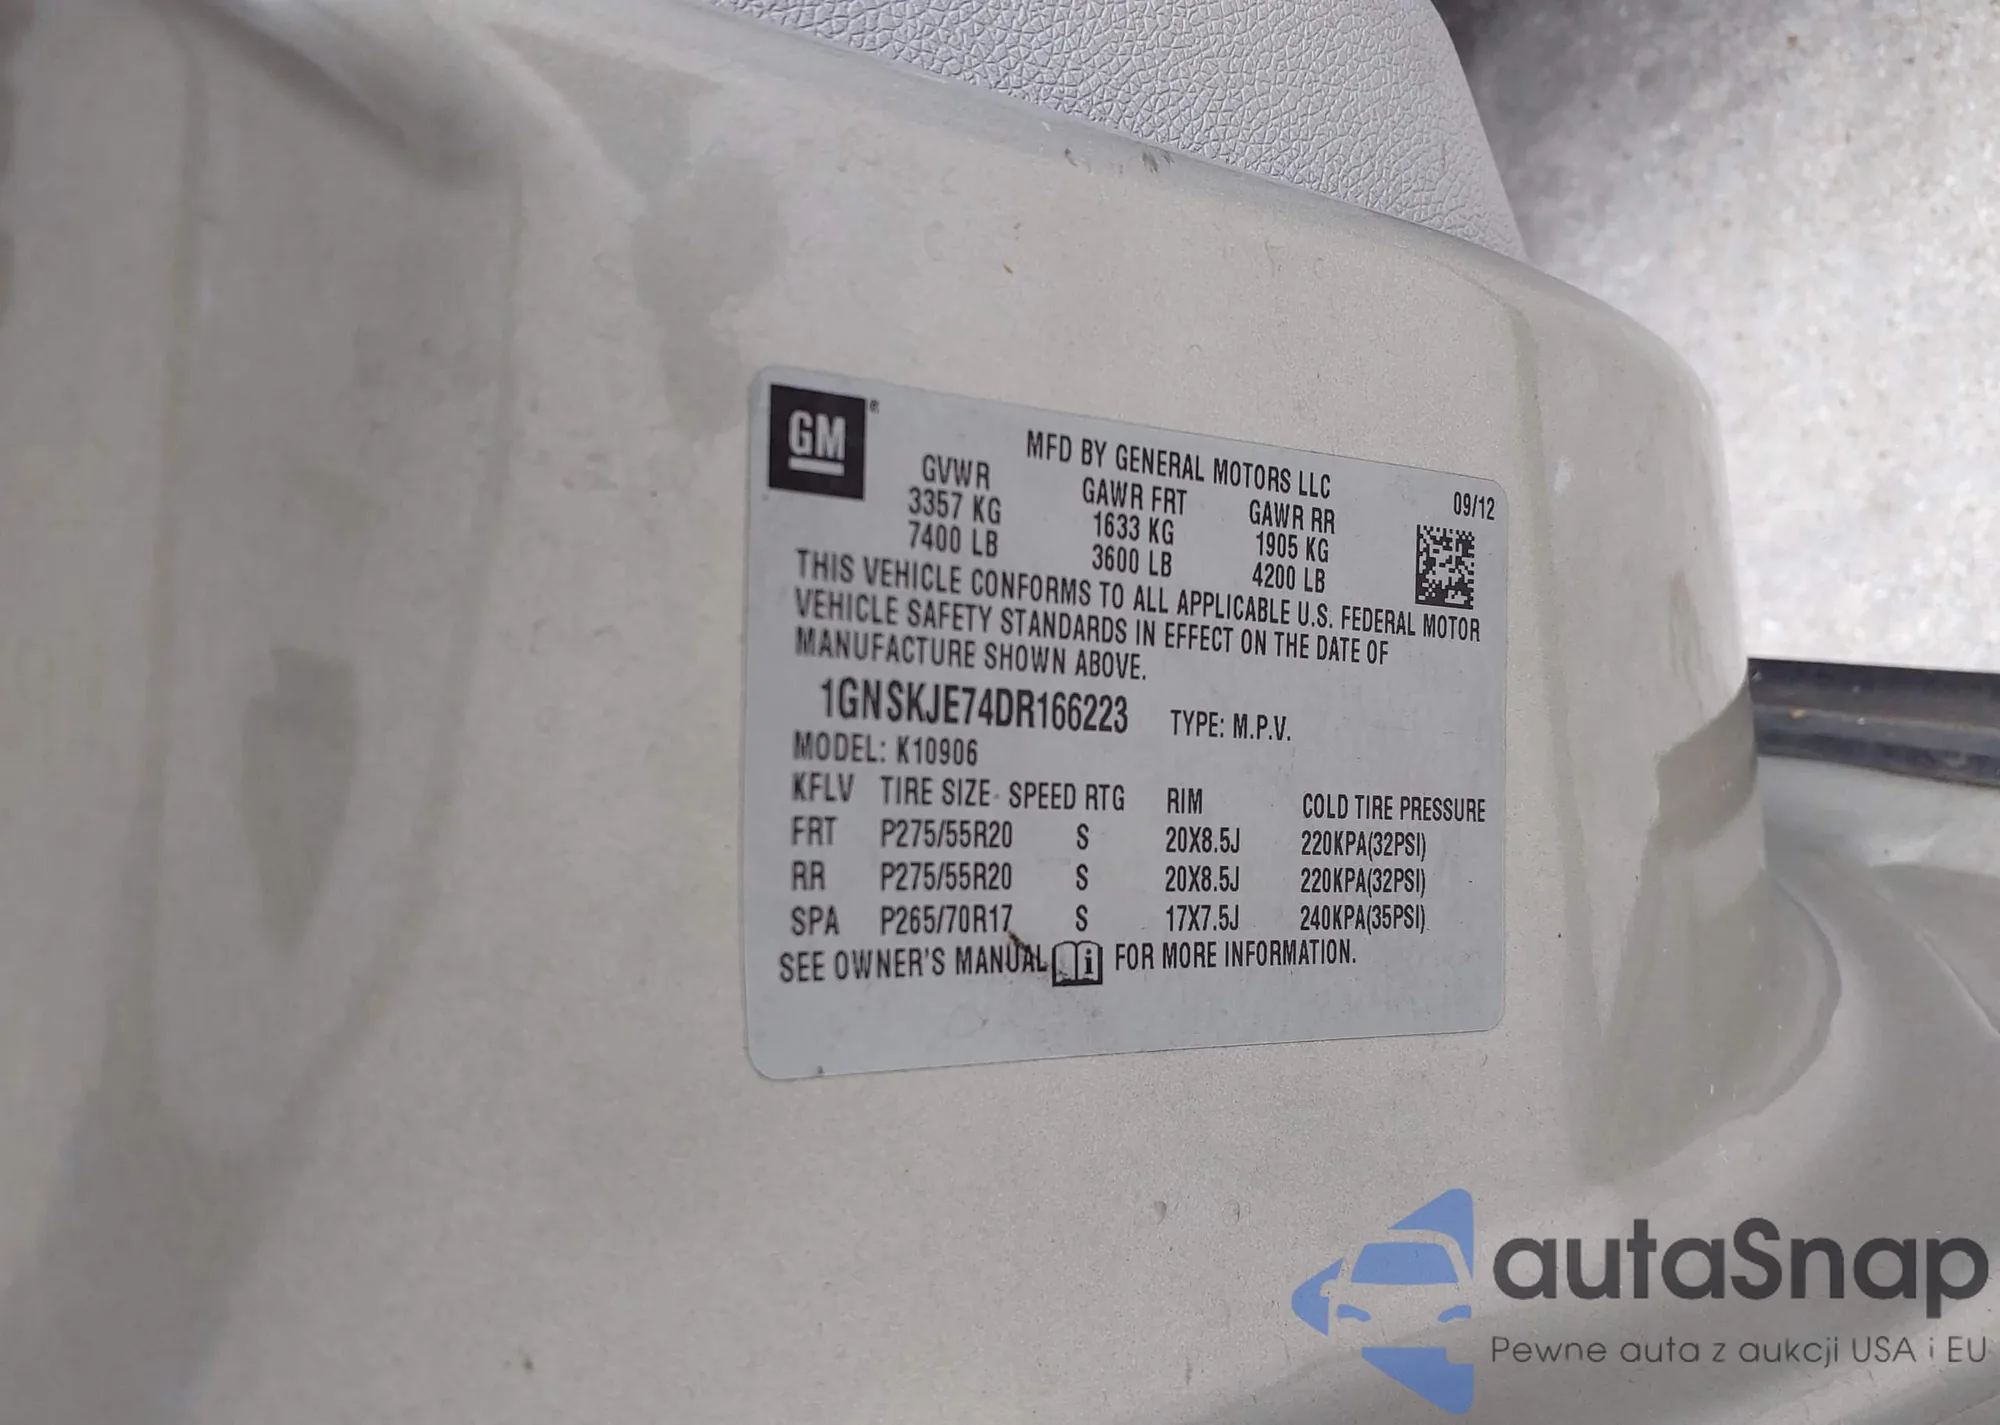 GM®
MFD BY GENERAL MOTORS LLC
GVWR GAWR FRT GAWR RR 09/12
3357 KG 1633 KG 1905 KG
7400 LB 3600 LB 4200 LB
THIS VEHICLE CONFORMS TO ALL APPLICABLE U.S. FEDERAL MOTOR
VEHICLE SAFETY STANDARDS IN EFFECT ON THE DATE OF
MANUFACTURE SHOWN ABOVE.
1GNSKJE74DR166223 TYPE: M.P.V.
MODEL: K10906
KFLV TIRE SIZE SPEED RTG RIM COLD TIRE PRESSURE
FRT P275/55R20 S 20X8.5J 220KPA(32PSI)
RR P275/55R20 S 20X8.5J 220KPA(32PSI)
SPA P265/70R17 S 17X7.5J 240KPA(35PSI)
SEE OWNER'S MANUAL i FOR MORE INFORMATION.
autaSnap
Pewne auta z aukcji USA i EU